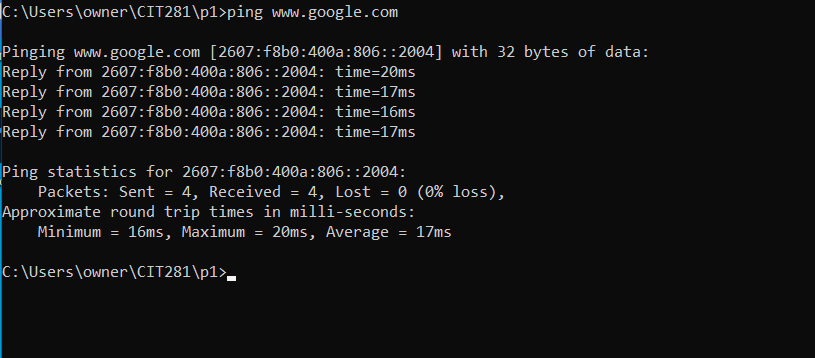 C:\Users\owner\CIT281\p1>ping www.google.com
Pinging www.google.com [2607:f8b0:400a:806::2004] with 32 bytes of data:
Reply from 2607:f8b0:400a:806::2004: time=20ms
Reply from 2607:f8b0:400a:806::2004: time=17ms
Reply from 2607:f8b0:400a:806::2004: time=16ms
Reply from 2607:f8b0:400a:806::2004: time=17ms
Ping statistics for 2607:f8b0:400a:806::2004:
Packets: Sent = 4, Received = 4, Lost = 0 (0% loss),
Approximate round trip times in milli-seconds:
Minimum = 16ms, Maximum = 20ms, Average = 17ms
C:\Users\owner\CIT281\p1>